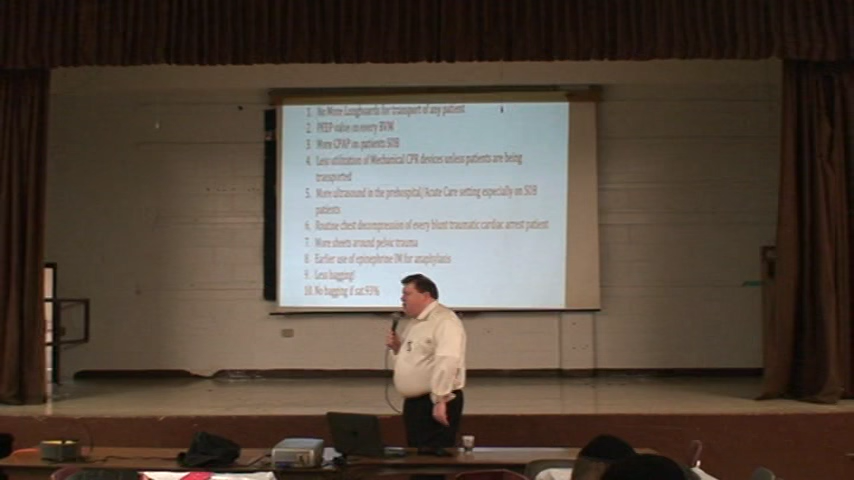 1. No More Longboards for transport of any patient
2. PEEP valve on every BVM
3. More CPAP on patients SOB
4. Less utilization of Mechanical CPR devices unless patients are being
transported
5. More ultrasound in the prehospital/Acute Care setting especially on SOB
patients
6. Routine chest decompression of every blunt traumatic cardiac arrest patient
7. More sheets around pelvic trauma
8. Earlier use of epinephrine IM for anaphylaxis
9. Less bagging!
10. No bagging if sat 93%